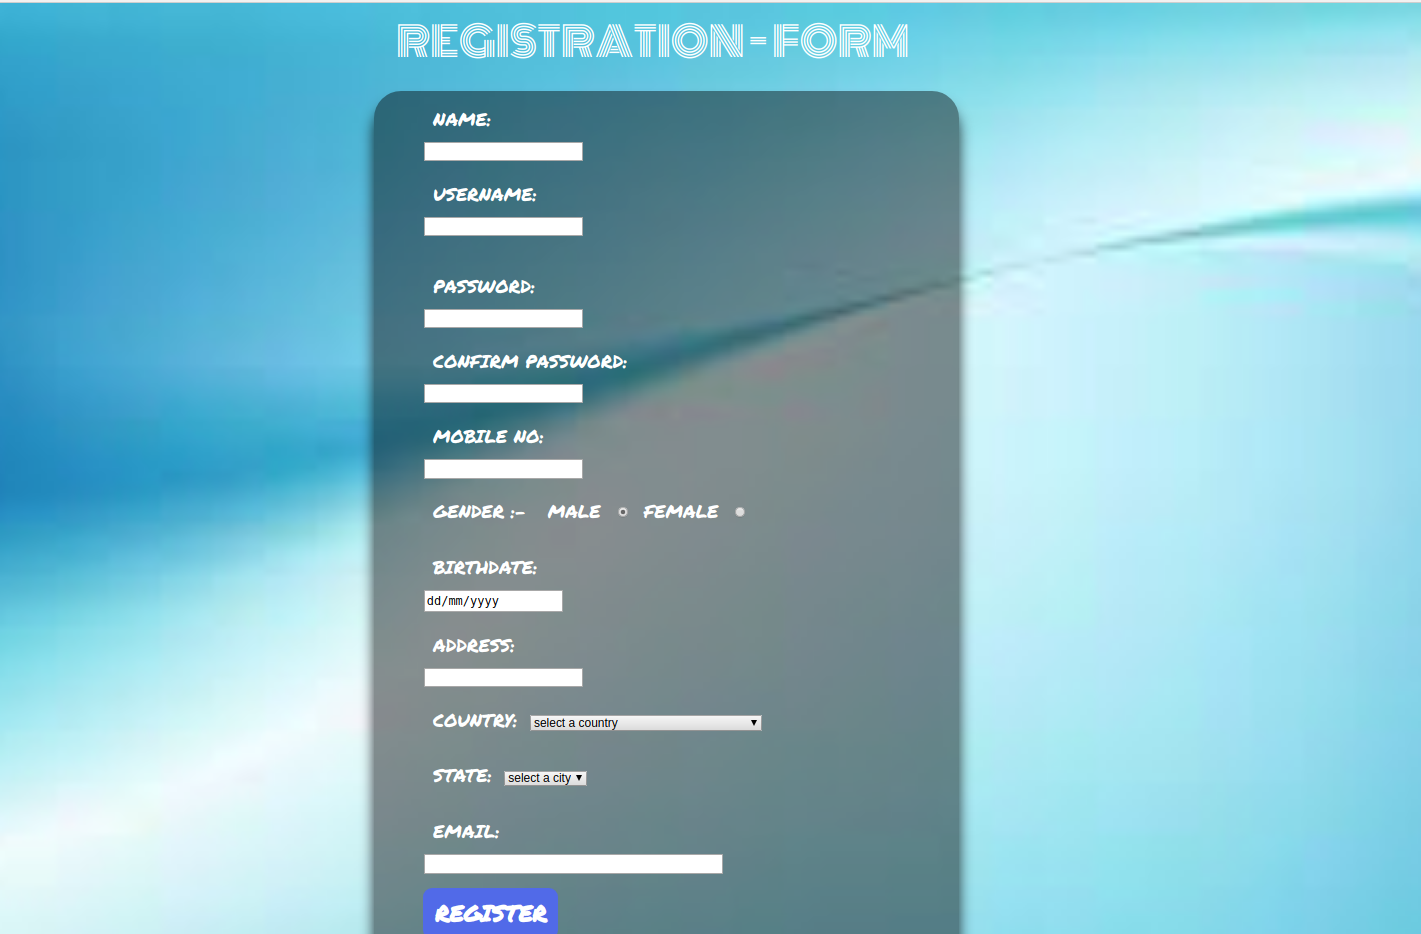 REGISTRATION-FORM
NAME:
USERNAME:
PASSWORD:
CONFIRM PASSWORD:
MOBILE NO:
GENDER :- MALE FEMALE
BIRTHDATE:
dd/mm/yyyy
ADDRESS:
COUNTRY: select a country
STATE: select a city
EMAIL:
REGISTER